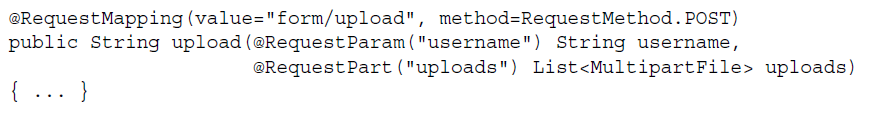 @RequestMapping(value="form/upload", method=RequestMethod.POST)
public String upload(@RequestParam("username") String username,
                     @RequestPart("uploads") List<MultipartFile> uploads)
{ ... }